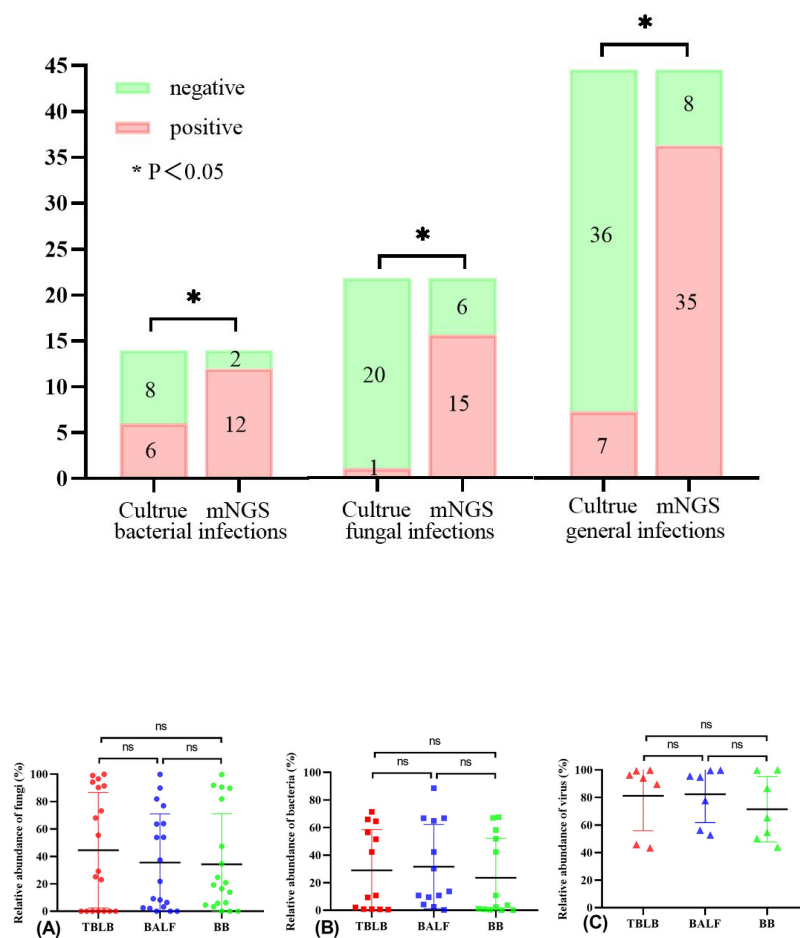 *
45
40
35
30
25
20
15
10
5
0
negative
positive
* P＜0.05
*
*
8
6
2
12
20
1
6
15
36
7
8
35
Cultrue mNGS
bacterial infections
Cultrue mNGS
fungal infections
Cultrue mNGS
general infections
ns
ns ns
Relative abundance of fungi (%)
100
80
60
40
20
0
TBLB BALF BB
(A)
ns
ns ns
Relative abundance of bacteria (%)
100
80
60
40
20
0
TBLB BALF BB
(B)
ns
ns ns
Relative abundance of virus (%)
100
80
60
40
20
0
TBLB BALF BB
(C)